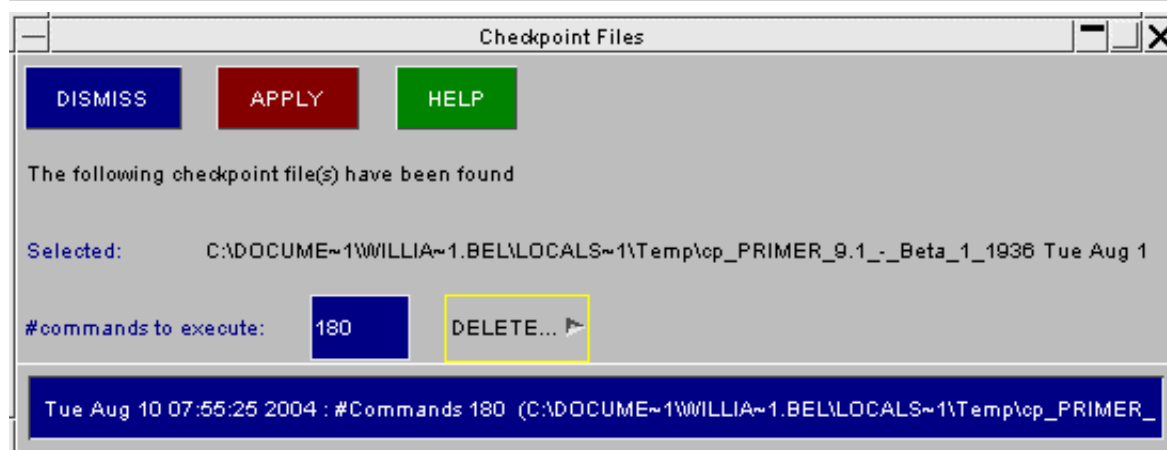 Checkpoint Files
DISMISS APPLY HELP
The following checkpoint file(s) have been found
Selected: C:\DOCUME~1\WILLIA~1.BEL\LOCALS~1\Temp\cp_PRIMER_9.1_-_Beta_1_1936 Tue Aug 1
#commands to execute: 180 DELETE...
Tue Aug 10 07:55:25 2004 : #Commands 180 (C:\DOCUME~1\WILLIA~1.BEL\LOCALS~1\Temp\cp_PRIMER_